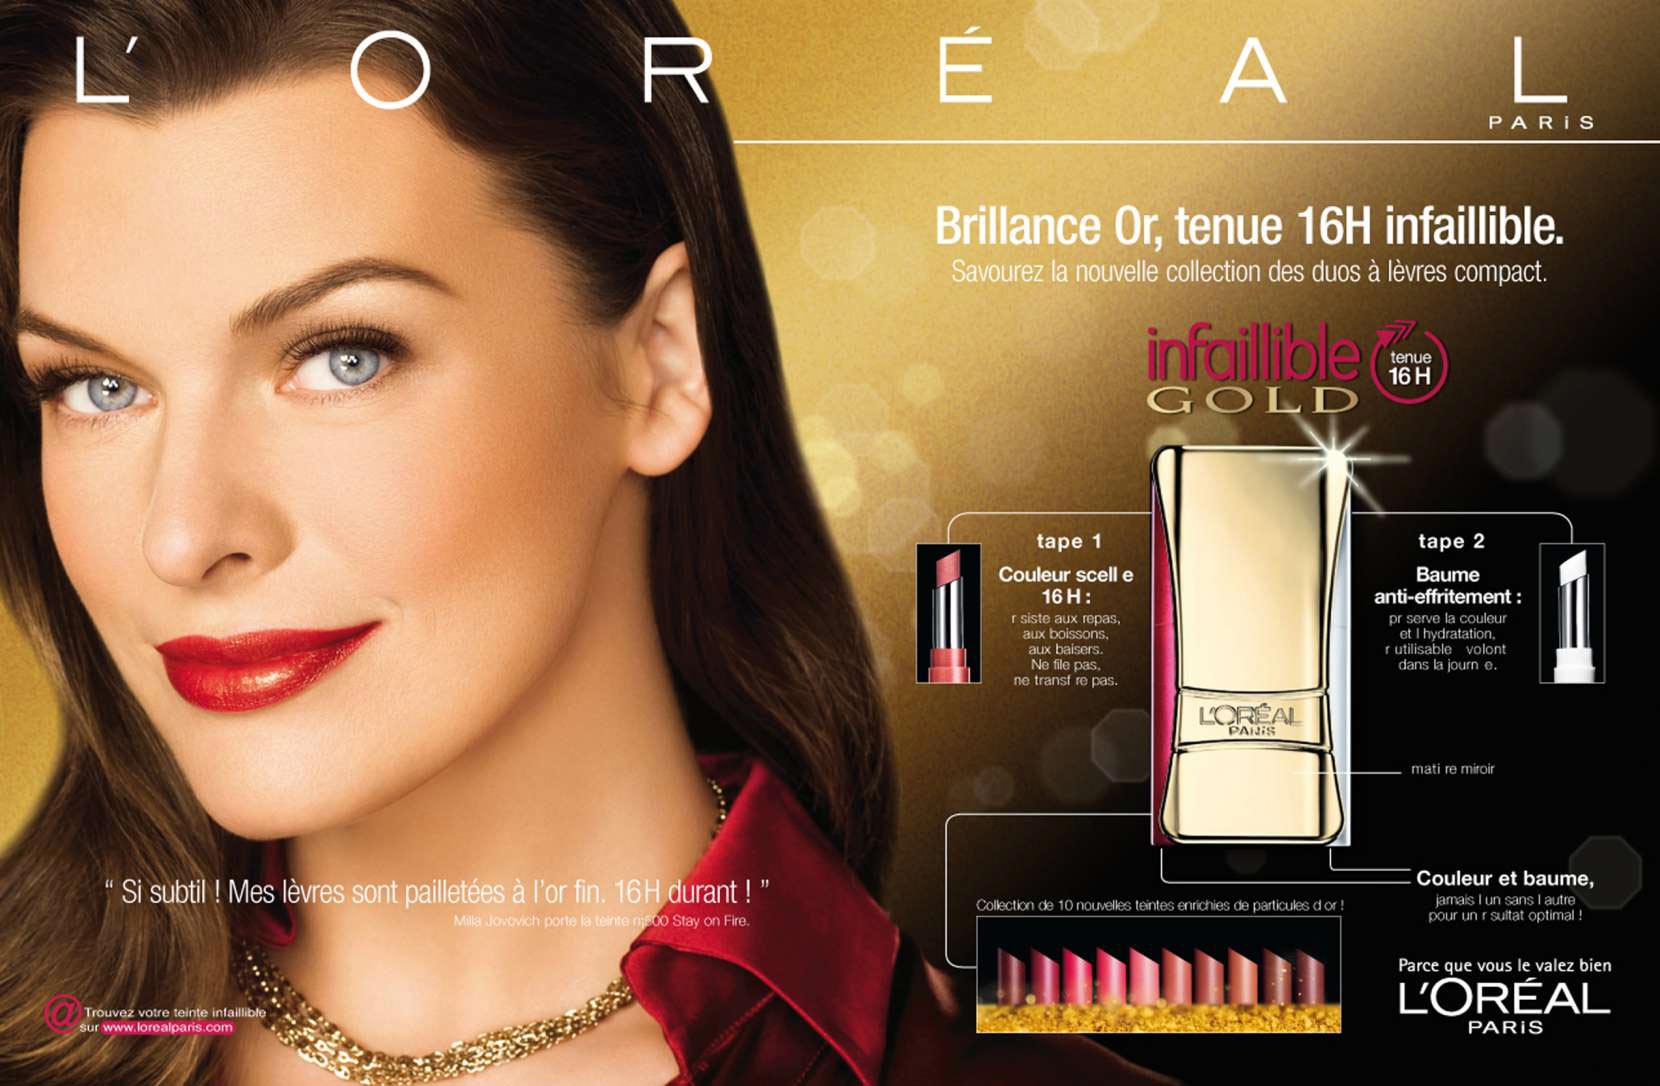 L'ORÉAL
PARiS
Brillance Or, tenue 16H infaillible.
Savourez la nouvelle collection des duos à lèvres compact.
infaillible
GOLD
tenue
16 H
tape 1
Couleur scell e
16 H :
r siste aux repas,
aux boissons,
aux baisers.
Ne file pas,
ne transf re pas.
tape 2
Baume
anti-effritement :
pr serve la couleur
et l hydratation,
r utilisable volont
dans la journ e.
L'ORÉAL
PARIS
mati re miroir
Couleur et baume,
jamais l un sans l autre
pour un r sultat optimal !
“ Si subtil ! Mes lèvres sont pailletées à l’or fin. 16H durant ! ”
Milla Jovovich porte la teinte 500 Stay on Fire.
Collection de 10 nouvelles teintes enrichies de particules d or !
@ Trouvez votre teinte infaillible
sur www.lorealparis.com
Parce que vous le valez bien
L'ORÉAL
PARiS